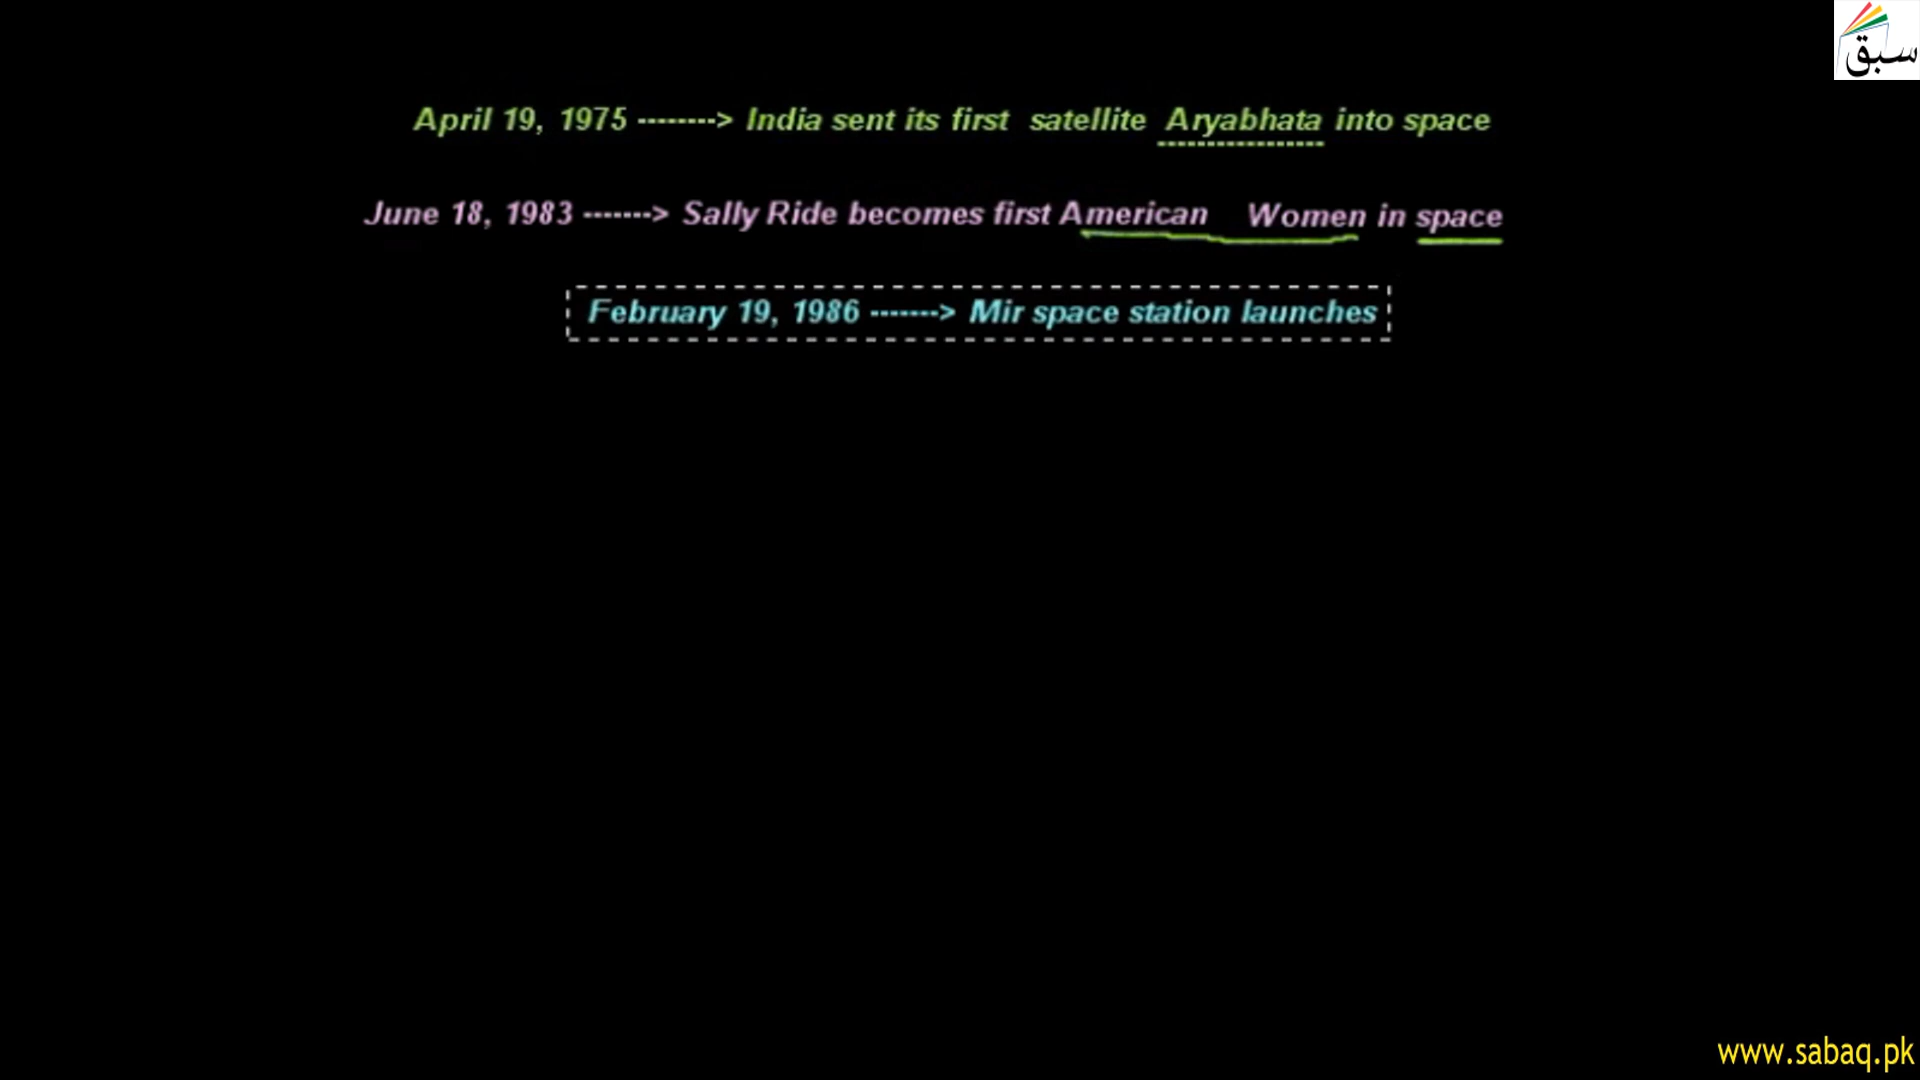 سبق
April 19, 1975 --------> India sent its first satellite Aryabhata into space
June 18, 1983 -------> Sally Ride becomes first American Women in space
February 19, 1986 -------> Mir space station launches
www.sabaq.pk